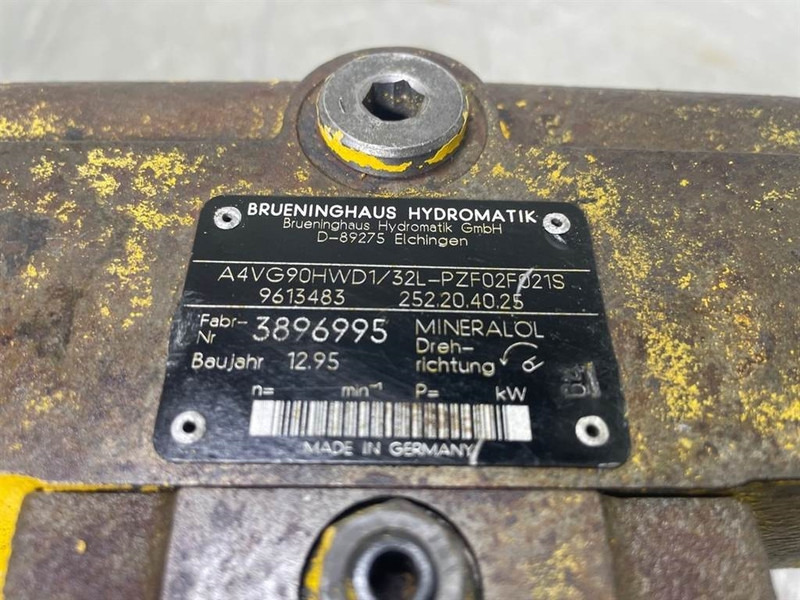 BRUENINGHAUS HYDROMATIK
Brueninghaus Hydromatik GmbH
D-89275 Elchingen
A4VG90HWD1/32L-PZF02F021S
9613483 252.20.40.25
Fabr-Nr 3896995 MINERALÖL
Baujahr 12.95 Dreh-richtung
n= min⁻¹ P= kW
MADE IN GERMANY